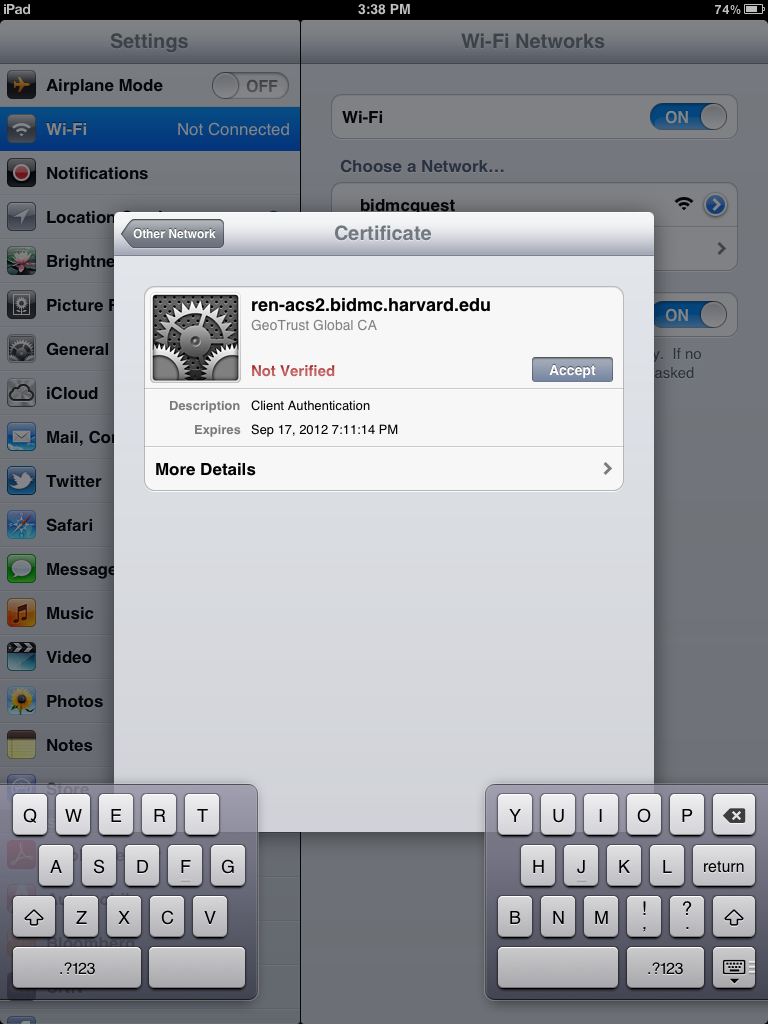 iPad 3:38 PM 74%
Settings
Wi-Fi Networks
Airplane Mode OFF
Wi-Fi Not Connected
Notifications
Location
Brightne
Picture F
General
iCloud
Mail, Co
Twitter
Safari
Message
Music
Video
Photos
Notes
Store
Bloomberg
Wi-Fi ON
Choose a Network...
bidmcguest
ON
y. If no
asked
Other Network
Certificate
ren-acs2.bidmc.harvard.edu
GeoTrust Global CA
Not Verified
Accept
Description Client Authentication
Expires Sep 17, 2012 7:11:14 PM
More Details
Q W E R T
Y U I O P
A S D F G
H J K L return
Z X C V
B N M ! , ? .
.?123
.?123